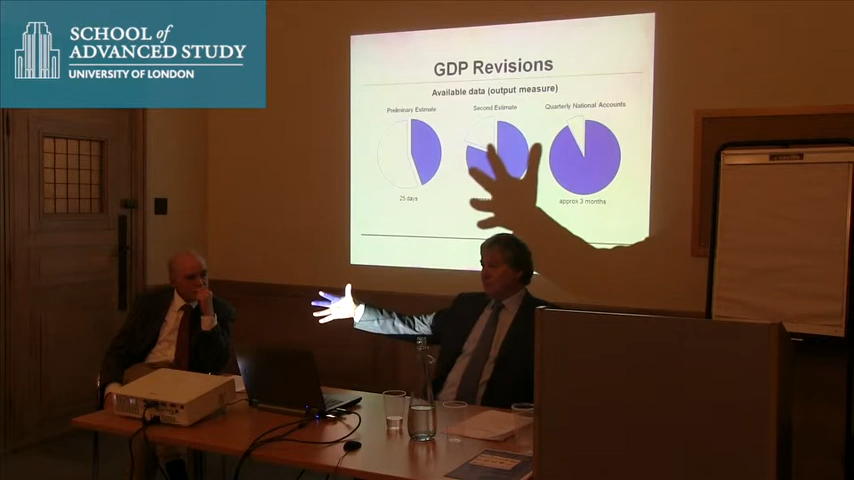 SCHOOL of
ADVANCED STUDY
UNIVERSITY OF LONDON
GDP Revisions
Available data (output measure)
Preliminary Estimate
Second Estimate
Quarterly National Accounts
25 days
approx 3 months